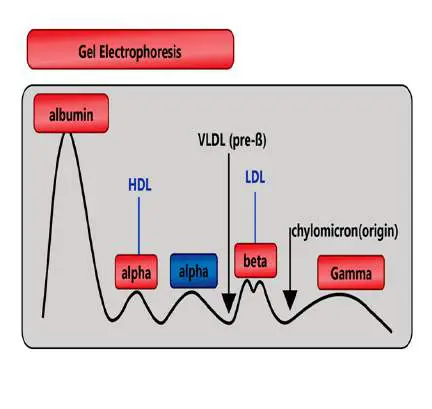 Gel Electrophoresis
albumin
VLDL (pre-ß)
HDL
LDL
chylomicron(origin)
alpha
alpha
beta
Gamma